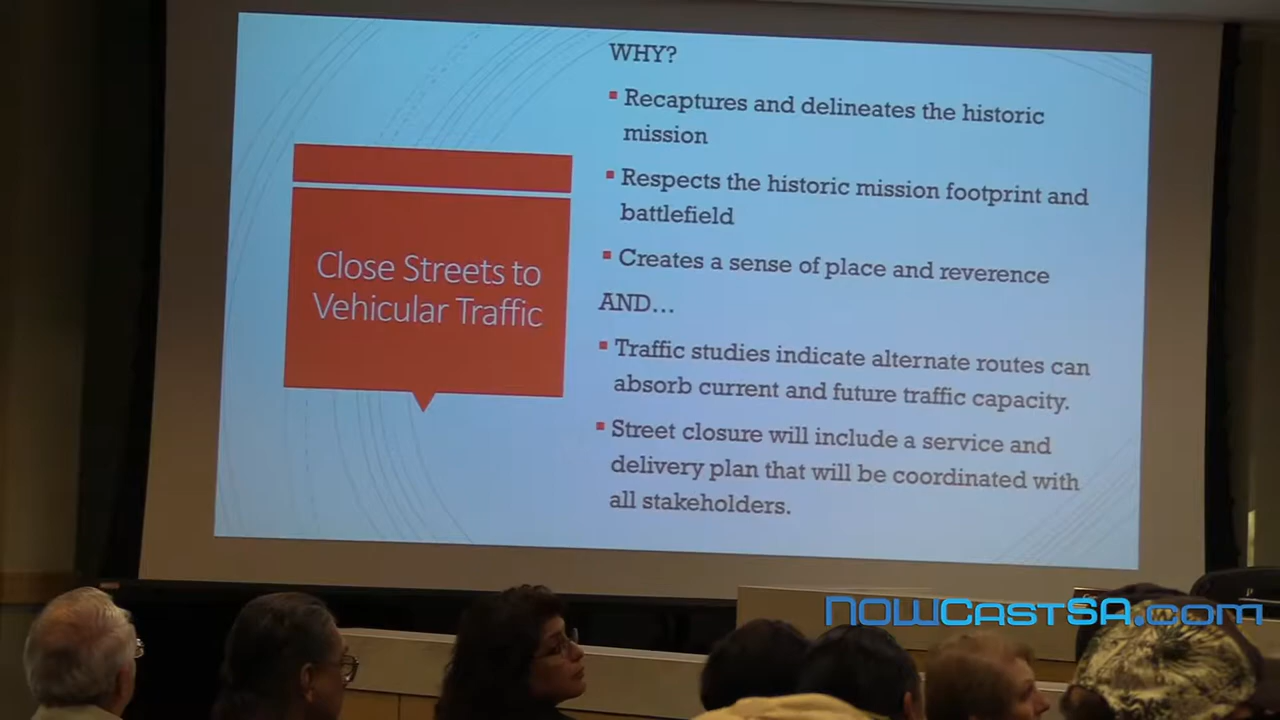 WHY?
Recaptures and delineates the historic
mission
Respects the historic mission footprint and
battlefield
Creates a sense of place and reverence
AND...
Traffic studies indicate alternate routes can
absorb current and future traffic capacity.
Street closure will include a service and
delivery plan that will be coordinated with
all stakeholders.
Close Streets to
Vehicular Traffic
NOWCastSA.com